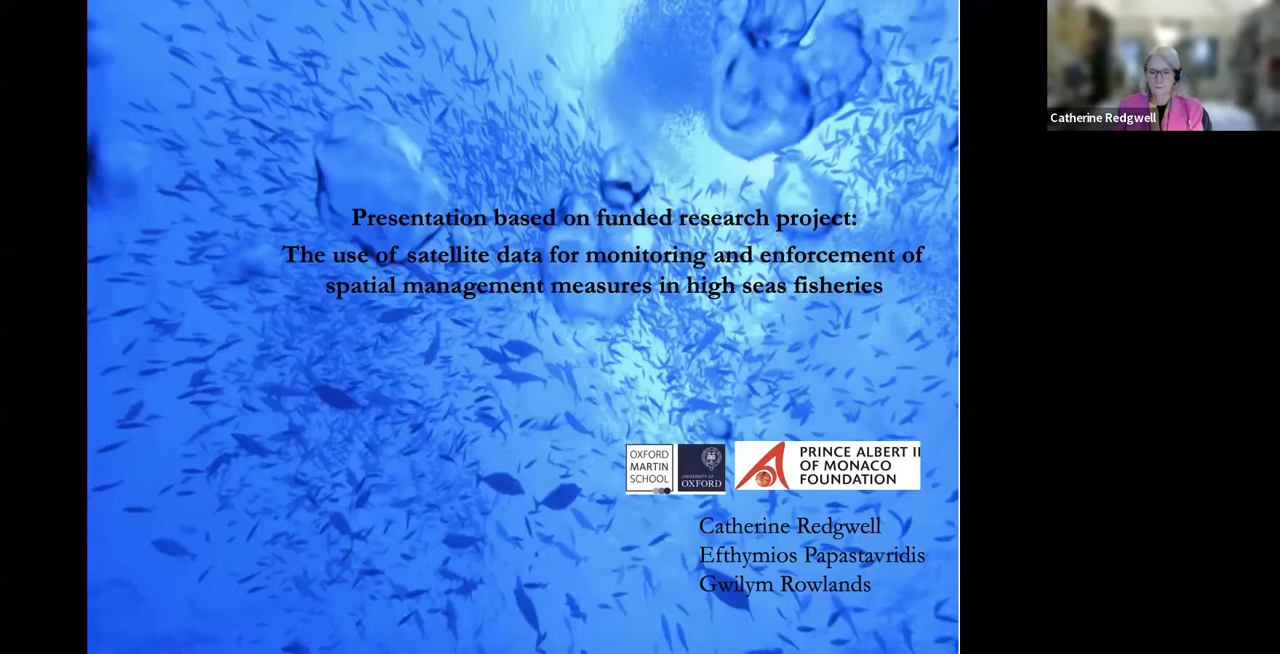 Catherine Redgwell
Presentation based on funded research project:
The use of satellite data for monitoring and enforcement of
spatial management measures in high seas fisheries
OXFORD
MARTIN
SCHOOL
UNIVERSITY OF
OXFORD
PRINCE ALBERT II
OF MONACO
FOUNDATION
Catherine Redgwell
Efthymios Papastavridis
Gwilym Rowlands